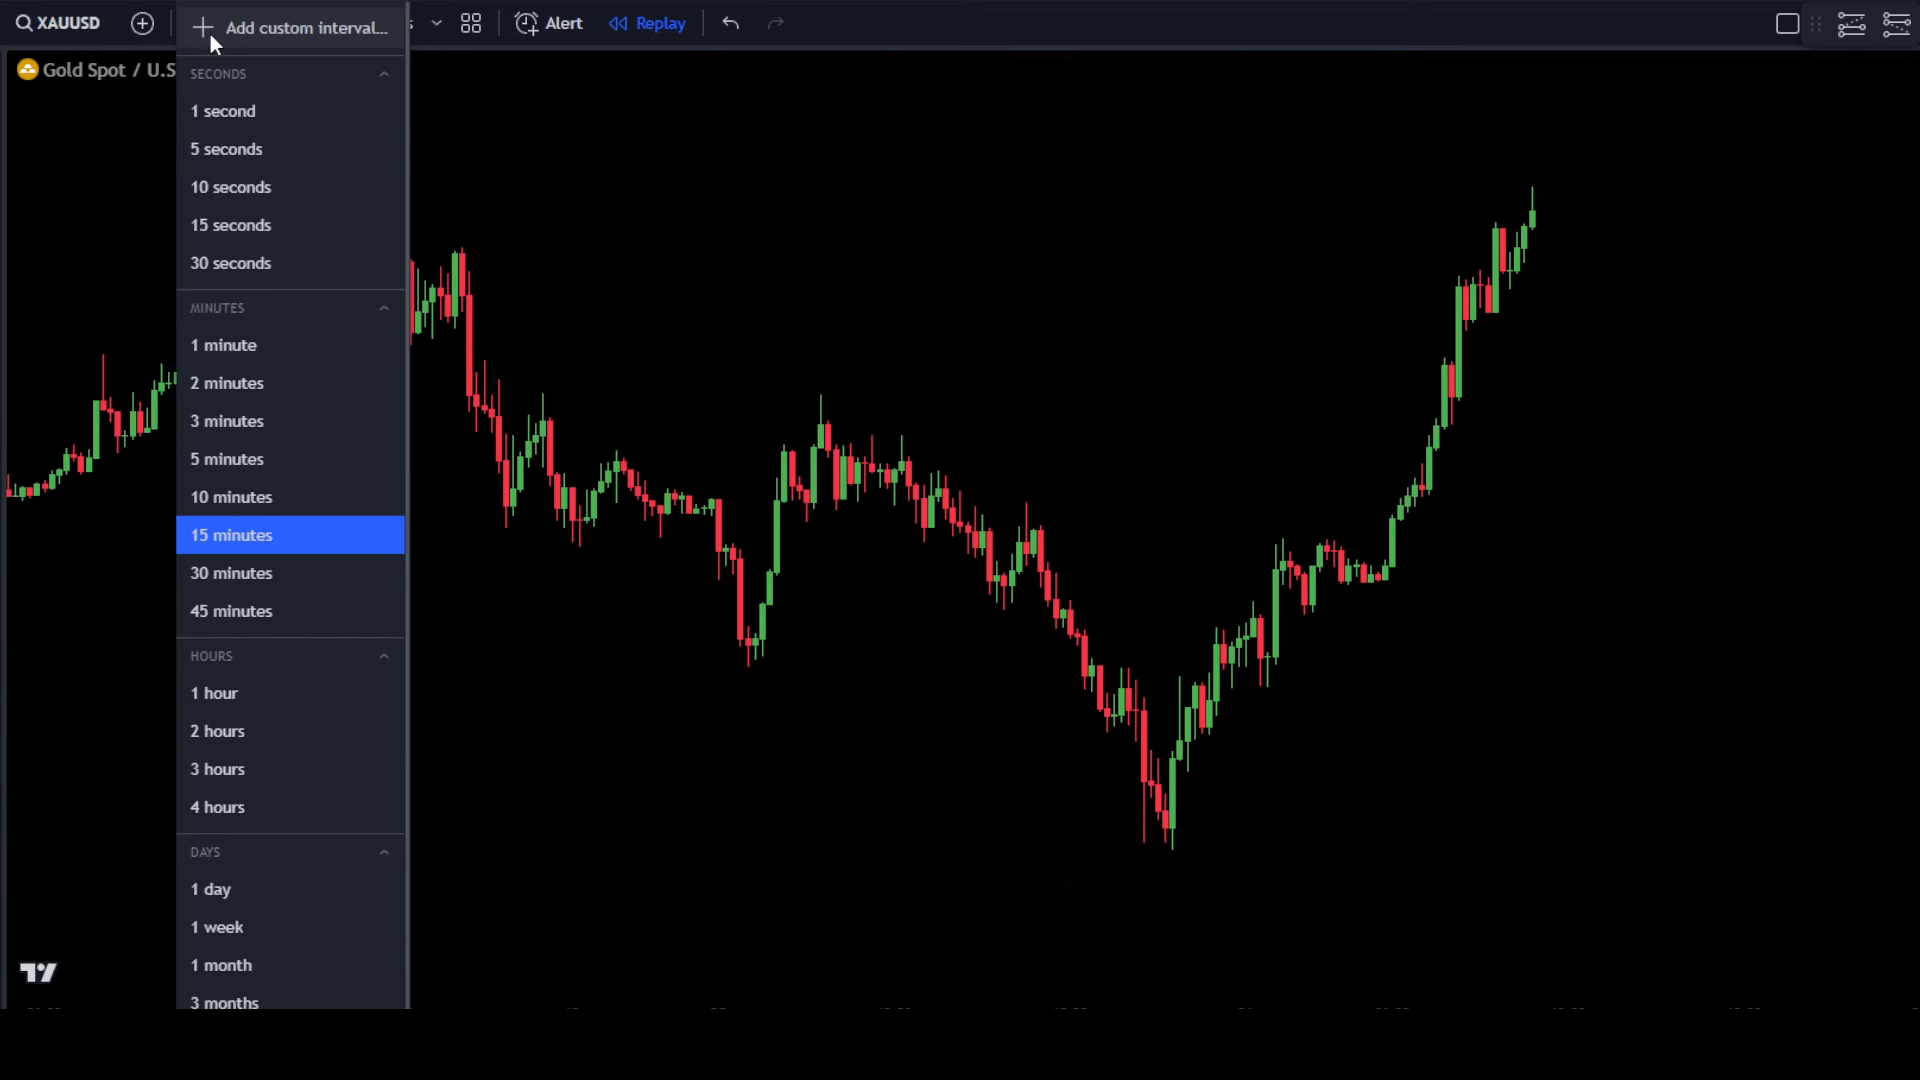 XAUUSD
Add custom interval...
Alert
Replay
Gold Spot / U.S
SECONDS
1 second
5 seconds
10 seconds
15 seconds
30 seconds
MINUTES
1 minute
2 minutes
3 minutes
5 minutes
10 minutes
15 minutes
30 minutes
45 minutes
HOURS
1 hour
2 hours
3 hours
4 hours
DAYS
1 day
1 week
1 month
3 months